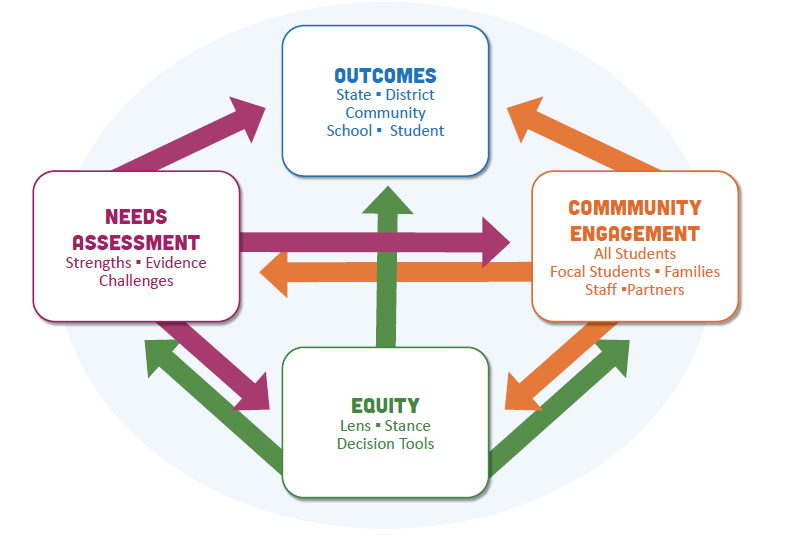 OUTCOMES
State ▪ District
Community
School ▪ Student
NEEDS
ASSESSMENT
Strengths ▪ Evidence
Challenges
COMMMUNITY
ENGAGEMENT
All Students
Focal Students ▪ Families
Staff ▪Partners
EQUITY
Lens ▪ Stance
Decision Tools